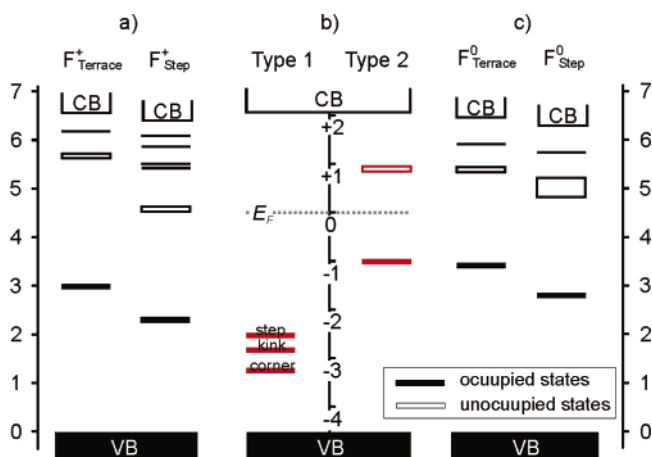 a) b) c)
F⁺Terrace F⁺Step Type 1 Type 2 F⁰Terrace F⁰Step
7 CB CB CB CB CB 7
+2
6 6
+1
5 5
E_F 0
4 4
-1
3 3
-2
2 step 2
kink
corner -3
1 ocuupied states 1
unocuupied states
-4
0 VB VB VB 0